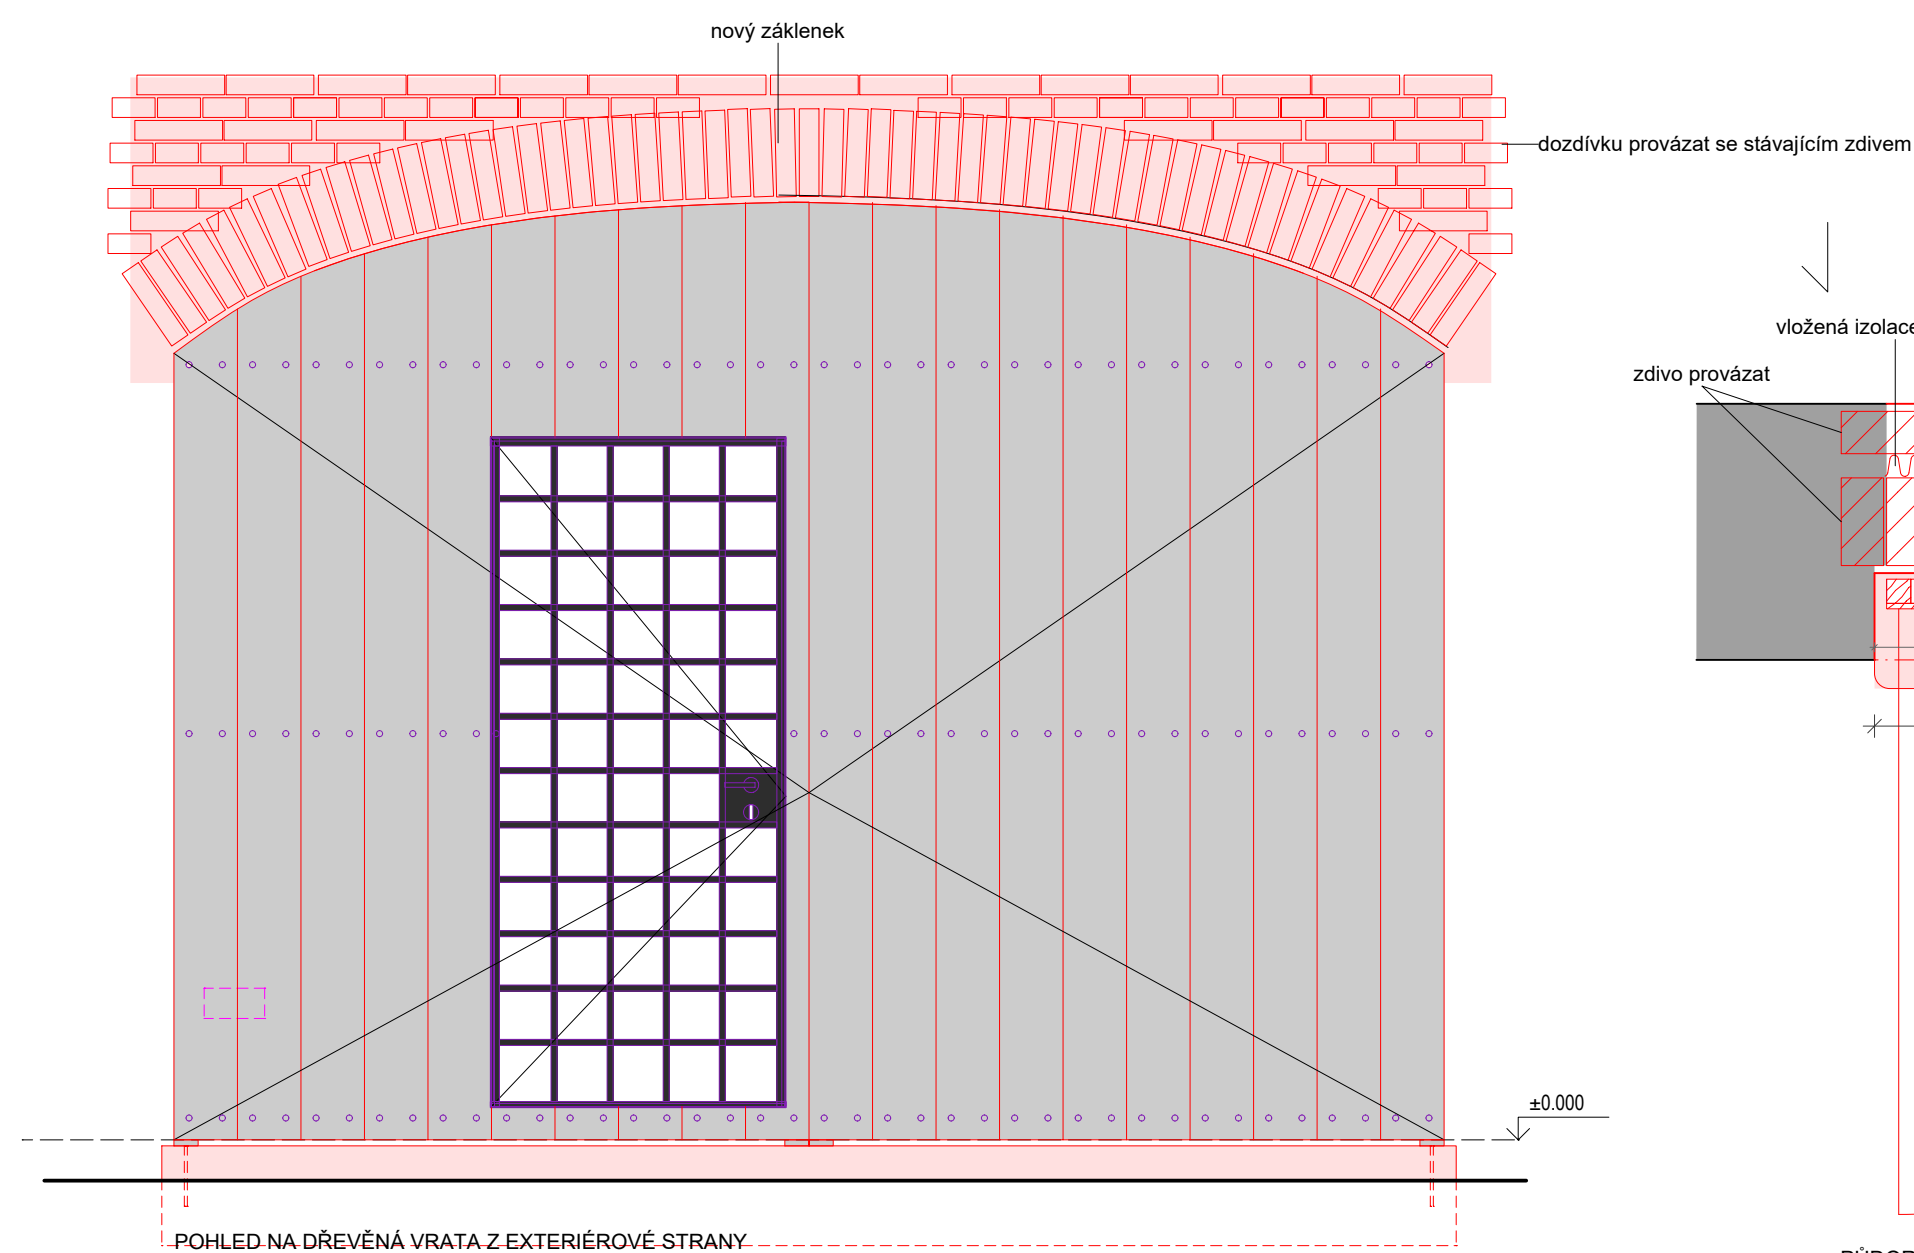 nový záklenek
dozdívku provázat se stávajícím zdivem
vložená izolace
zdivo provázat
±0.000
POHLED NA DŘEVĚNÁ VRATA Z EXTERIÉROVÉ STRANY